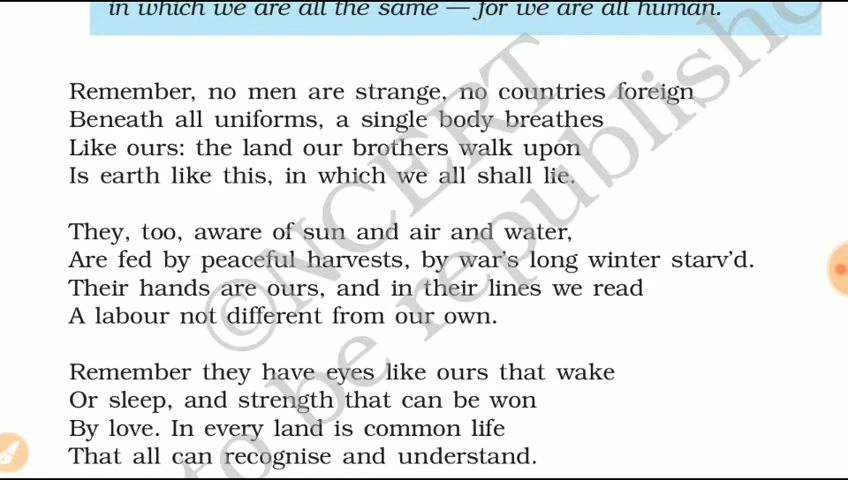 in which we are all the same — for we are all human.
Remember, no men are strange, no countries foreign
Beneath all uniforms, a single body breathes
Like ours: the land our brothers walk upon
Is earth like this, in which we all shall lie.
They, too, aware of sun and air and water,
Are fed by peaceful harvests, by war's long winter starv'd.
Their hands are ours, and in their lines we read
A labour not different from our own.
Remember they have eyes like ours that wake
Or sleep, and strength that can be won
By love. In every land is common life
That all can recognise and understand.
©NCERT
to be republished